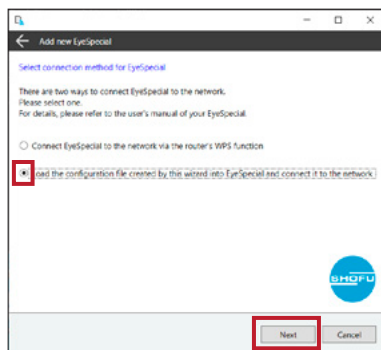 Add new EyeSpecial
Select connection method for EyeSpecial
There are two ways to connect EyeSpecial to the network.
Please select one.
For details, please refer to the user's manual of your EyeSpecial.
Connect EyeSpecial to the network via the router's WPS function
oad the configuration file created by this wizard into EyeSpecial and connect it to the network
SHOFU
Next
Cancel